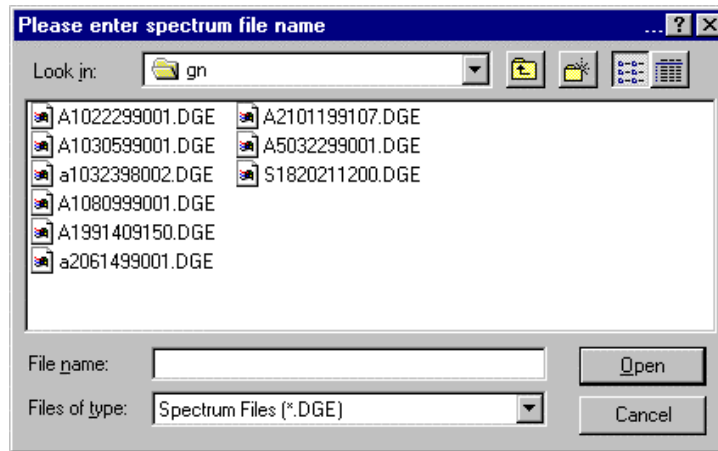 Please enter spectrum file name ... ? X
Look in: gn
A1022299001.DGE A2101199107.DGE
A1030599001.DGE A5032299001.DGE
a1032398002.DGE S1820211200.DGE
A1080999001.DGE
A1991409150.DGE
a2061499001.DGE
File name: Open
Files of type: Spectrum Files (*.DGE) Cancel